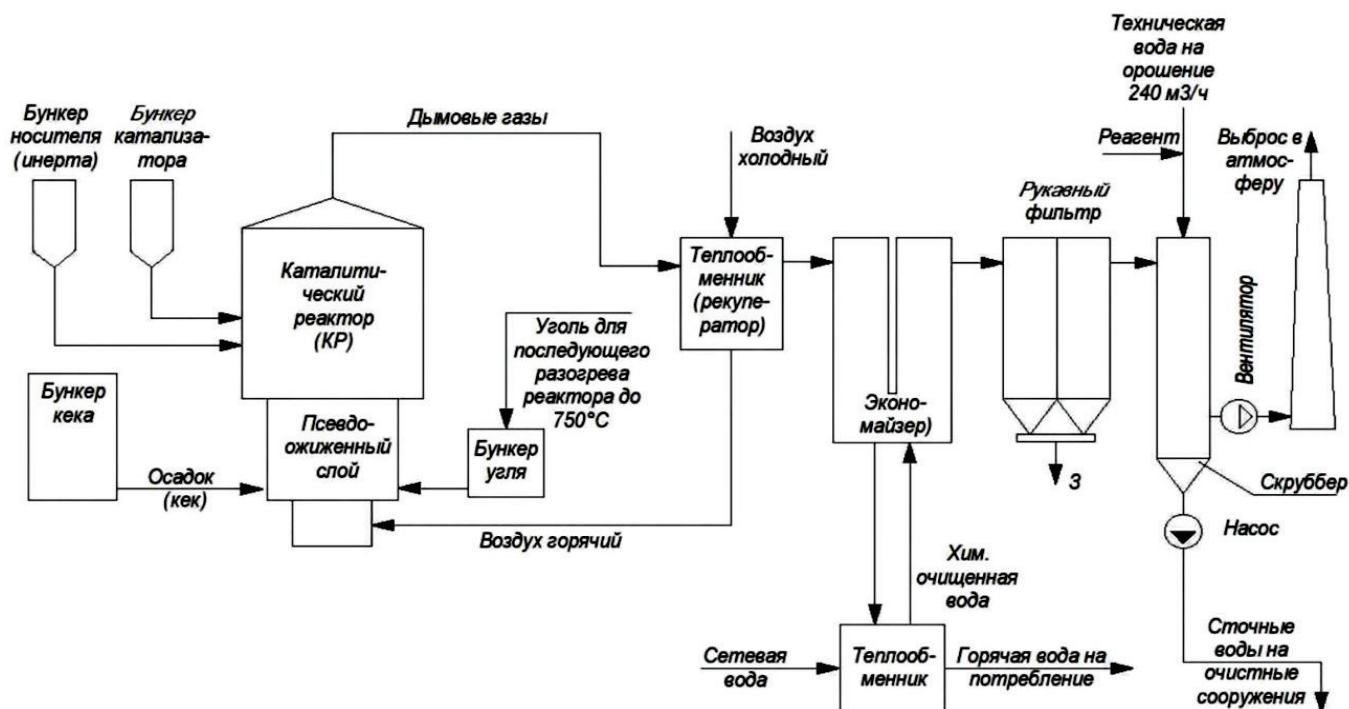 Техническая
вода на
орошение
240 м3/ч
Бункер
носителя
(инерта)
Бункер
катализа-
тора
Дымовые газы
Воздух
холодный
Реагент
Выброс в
атмос-
феру
Рукавный
фильтр
Каталити-
ческий
реактор
(КР)
Теплооб-
менник
(рекупе-
ратор)
Уголь для
последующего
разогрева
реактора до
750°С
Вентилятор
Бункер
кека
Псевдо-
ожиженный
слой
Бункер
угля
Эконо-
майзер)
Осадок
(кек)
З
Скруббер
Воздух горячий
Насос
Хим.
очищенная
вода
Сетевая
вода
Теплооб-
менник
Горячая вода на
потребление
Сточные
воды на
очистные
сооружения